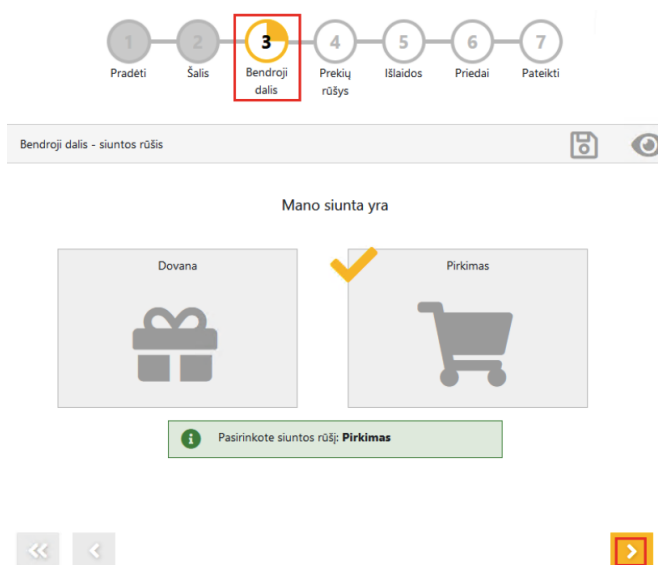 1 2 3 4 5 6 7
Pradėti Šalis Bendroji dalis Prekių rūšys Išlaidos Priedai Pateikti
Bendroji dalis - siuntos rūšis
Mano siunta yra
Dovana Pirkimas
Pasirinkote siuntos rūšį: Pirkimas